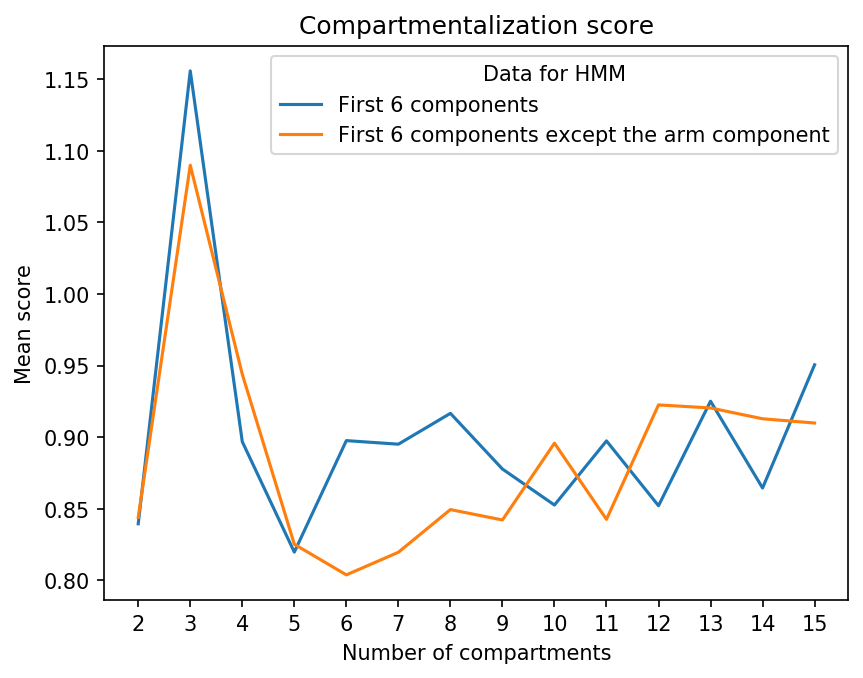 Compartmentalization score
Data for HMM
First 6 components
First 6 components except the arm component
Mean score
1.15
1.10
1.05
1.00
0.95
0.90
0.85
0.80
2 3 4 5 6 7 8 9 10 11 12 13 14 15
Number of compartments